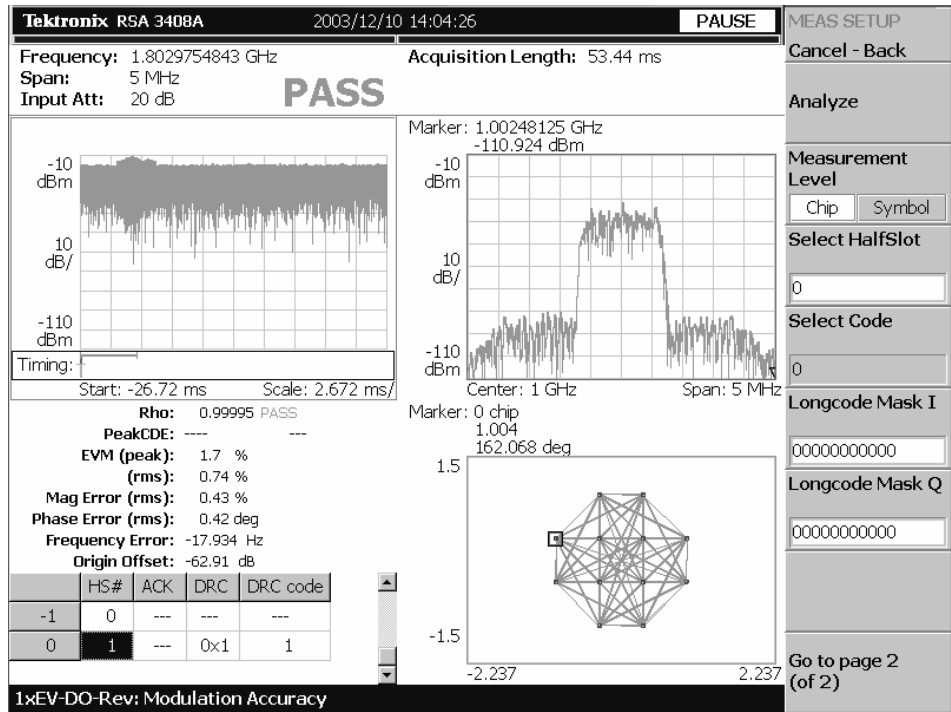 Tektronix RSA 3408A 2003/12/10 14:04:26 PAUSE
Frequency: 1.8029754843 GHz
Span: 5 MHz
Input Att: 20 dB
PASS
Acquisition Length: 53.44 ms
-10
dBm
10
dB/
-110
dBm
Timing:
Start: -26.72 ms Scale: 2.672 ms/
Marker: 1.00248125 GHz
-110.924 dBm
-10
dBm
10
dB/
-110
dBm
Center: 1 GHz Span: 5 MHz
Rho: 0.99995 PASS
PeakCDE: ---- ---
EVM (peak): 1.7 %
(rms): 0.74 %
Mag Error (rms): 0.43 %
Phase Error (rms): 0.42 deg
Frequency Error: -17.934 Hz
Origin Offset: -62.91 dB
HS# ACK DRC DRC code
-1 0 --- --- ---
0 1 --- 0x1 1
Marker: 0 chip
1.004
162.068 deg
1.5
-1.5
-2.237 2.237
1xEV-DO-Rev: Modulation Accuracy
MEAS SETUP
Cancel - Back
Analyze
Measurement
Level
Chip Symbol
Select HalfSlot
0
Select Code
0
Longcode Mask I
00000000000
Longcode Mask Q
00000000000
Go to page 2
(of 2)